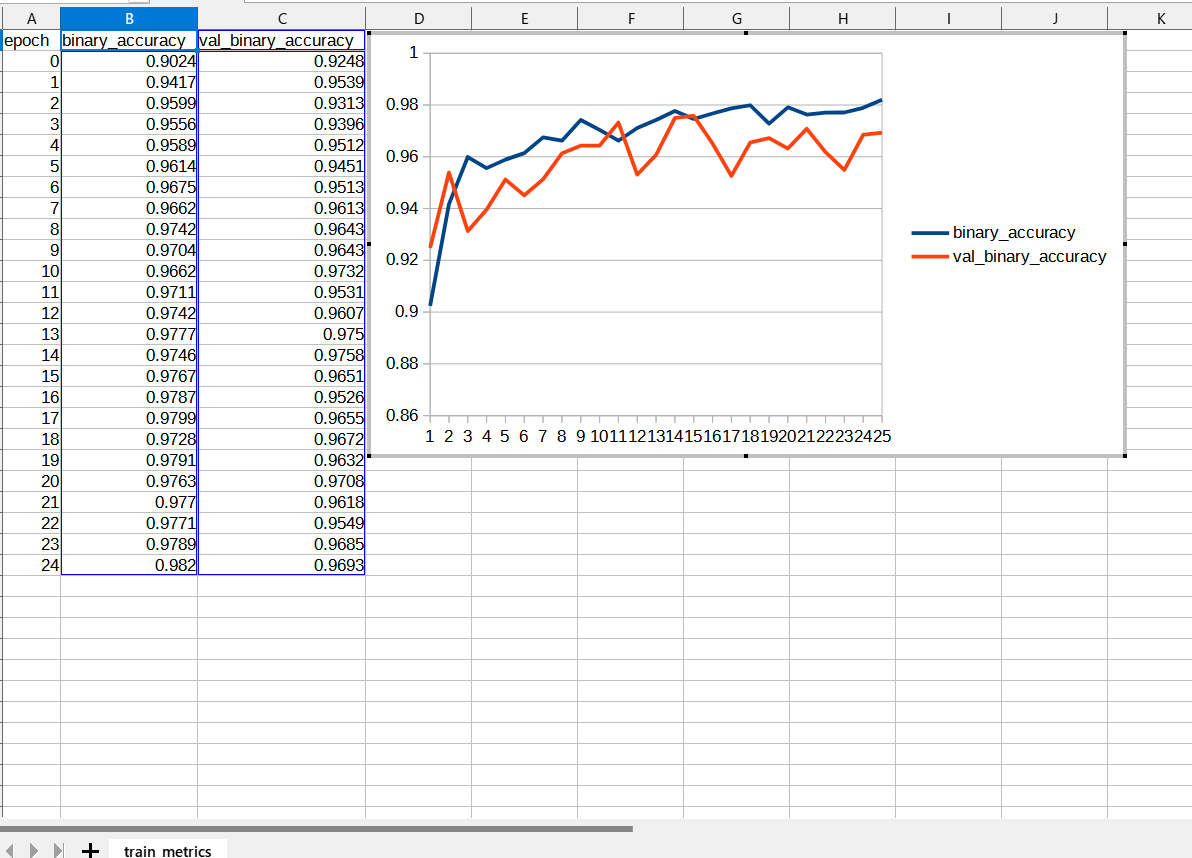 A B C D E F G H I J K
epoch binary_accuracy val_binary_accuracy
0 0.9024 0.9248
1 0.9417 0.9539
2 0.9599 0.9313
3 0.9556 0.9396
4 0.9589 0.9512
5 0.9614 0.9451
6 0.9675 0.9513
7 0.9662 0.9613
8 0.9742 0.9643
9 0.9704 0.9643
10 0.9662 0.9732
11 0.9711 0.9531
12 0.9742 0.9607
13 0.9777 0.975
14 0.9746 0.9758
15 0.9767 0.9651
16 0.9787 0.9526
17 0.9799 0.9655
18 0.9728 0.9672
19 0.9791 0.9632
20 0.9763 0.9708
21 0.977 0.9618
22 0.9771 0.9549
23 0.9789 0.9685
24 0.982 0.9693
1
0.98
0.96
0.94
0.92
0.9
0.88
0.86
1 2 3 4 5 6 7 8 9 10 11 12 13 14 15 16 17 18 19 20 21 22 23 24 25
binary_accuracy
val_binary_accuracy
train_metrics